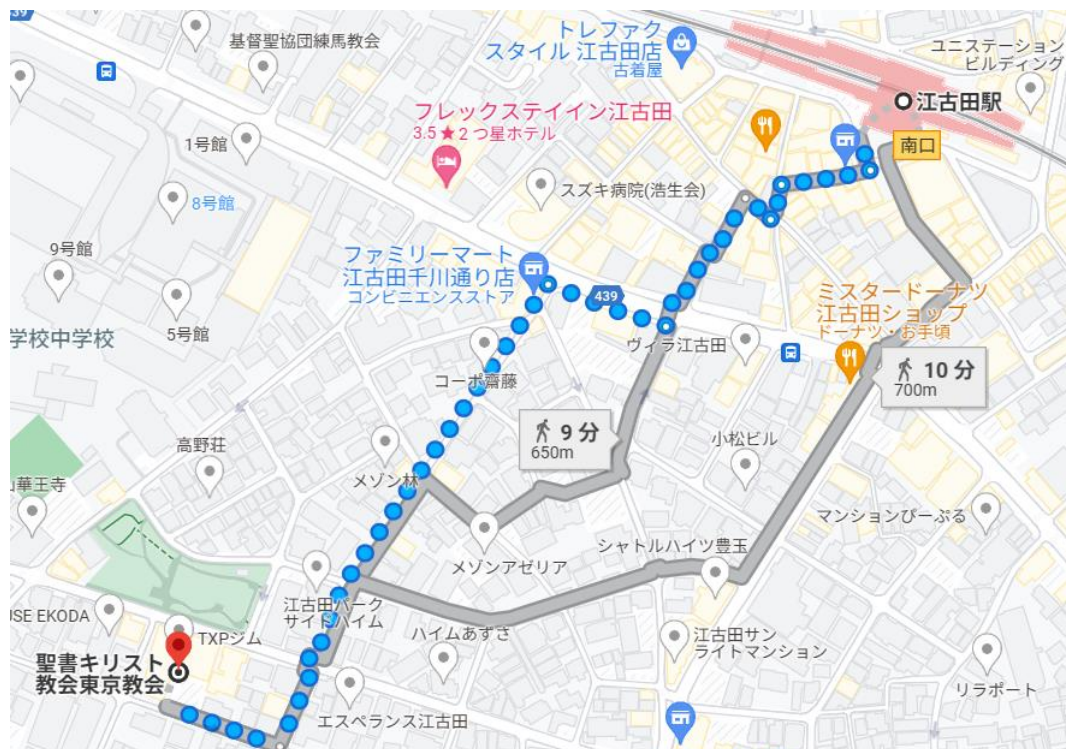 439
基督聖協団練馬教会
トレファク
スタイル 江古田店
古着屋
ユニステーション
ビルディング
江古田駅
南口
フレックステイイン江古田
3.5★2つ星ホテル
1号館
8号館
スズキ病院(浩生会)
9号館
ファミリーマート
江古田千川通り店
コンビニエンスストア
439
5号館
学校中学校
ミスタードーナツ
江古田ショップ
ドーナツ・お手頃
ヴィラ江古田
コーポ齋藤
10 分
700m
9 分
650m
小松ビル
高野荘
メゾン林
華王寺
マンションぴーぷる
シャトルハイツ豊玉
メゾンアゼリア
江古田パーク
サイドハイム
ハイムあずさ
USE EKODA
TXPジム
江古田サン
ライトマンション
聖書キリスト
教会東京教会
リラポート
エスペランス江古田